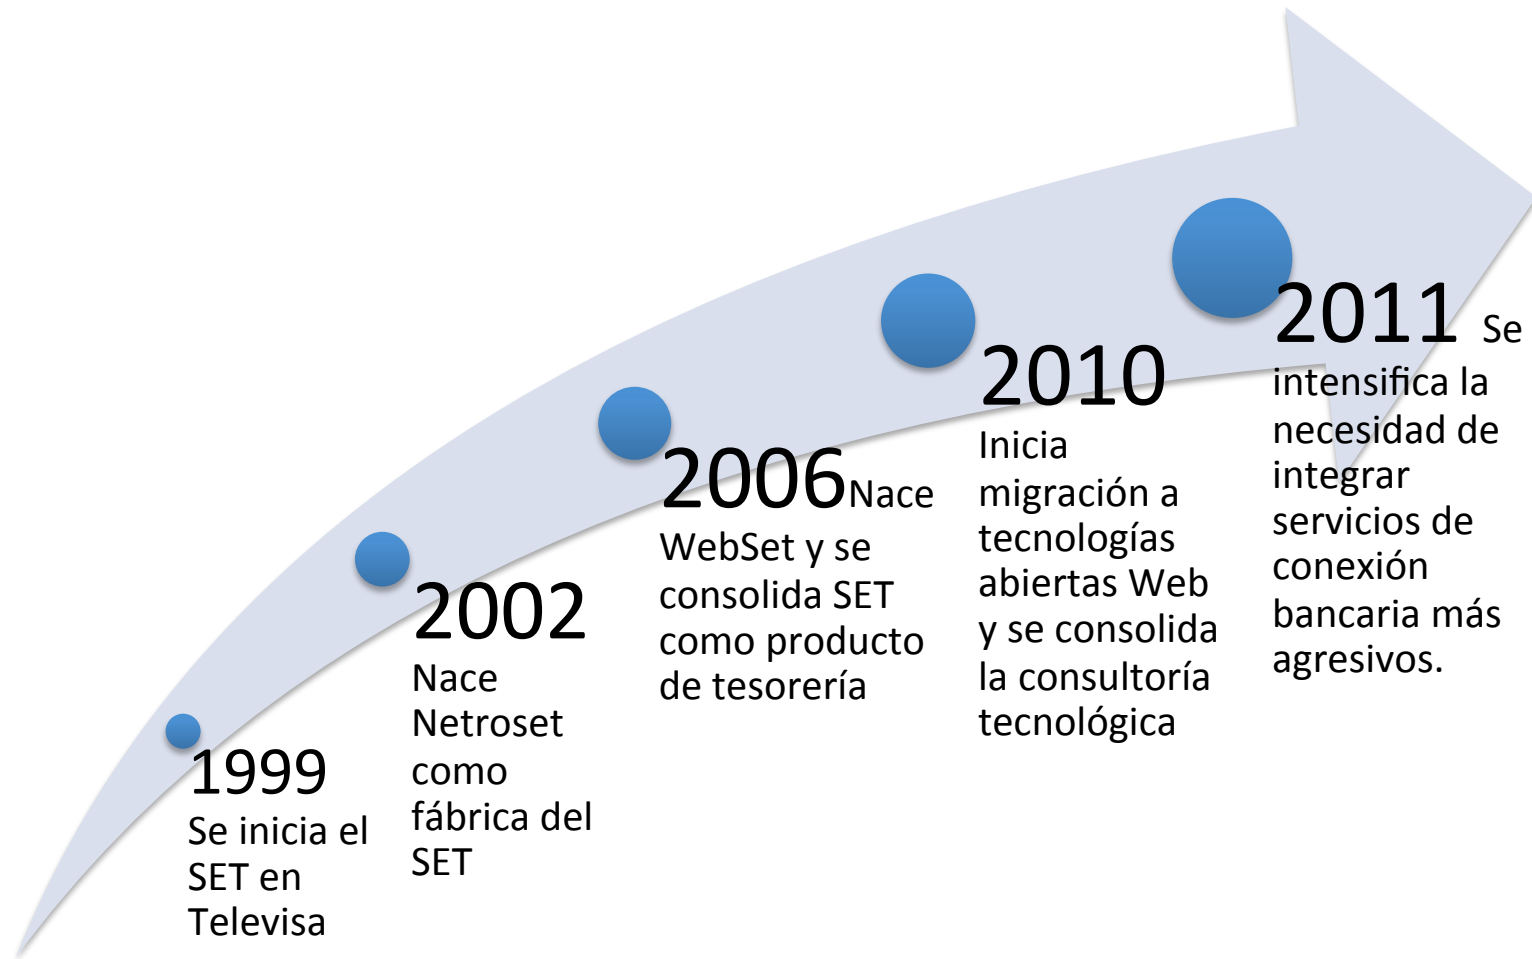 1999
Se inicia el
SET en
Televisa
2002
Nace
Netroset
como
fábrica del
SET
2006 Nace
WebSet y se
consolida SET
como producto
de tesorería
2010
Inicia
migración a
tecnologías
abiertas Web
y se consolida
la consultoría
tecnológica
2011 Se
intensifica la
necesidad de
integrar
servicios de
conexión
bancaria más
agresivos.